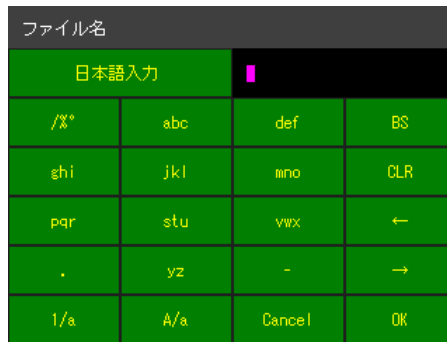 ファイル名
日本語入力
/%° abc def BS
ghi jkl mno CLR
pqr stu vwx ←
. yz - →
1/a A/a Cancel OK